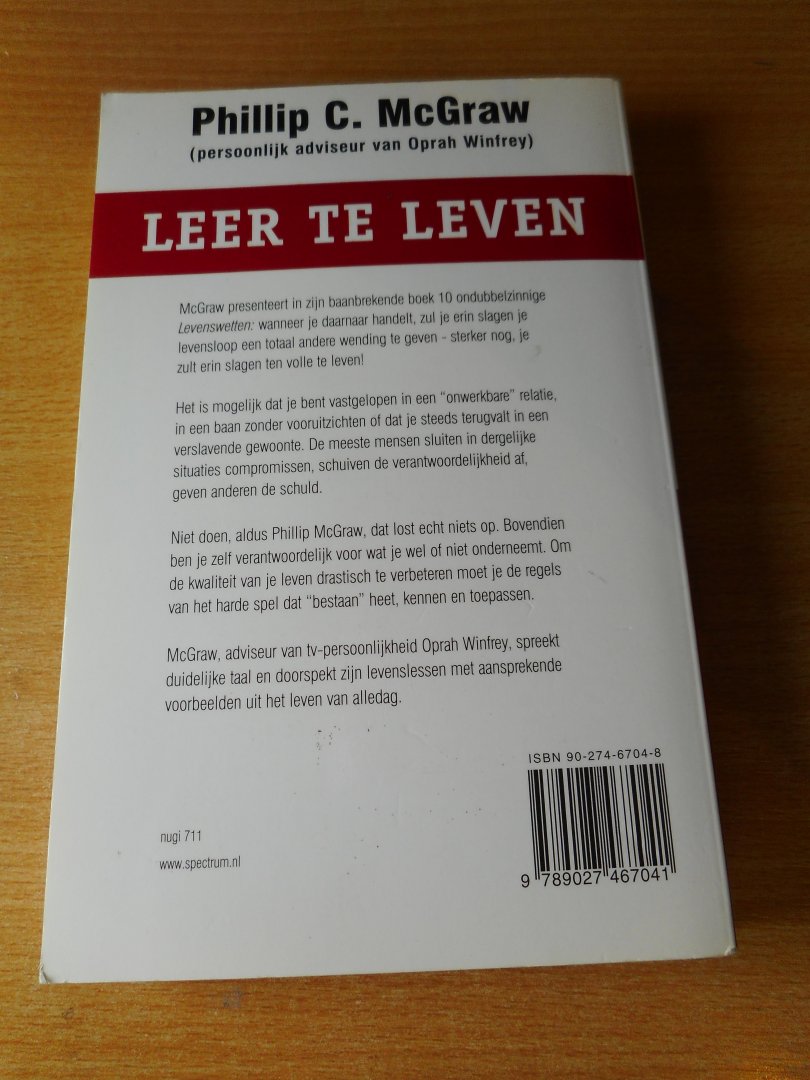 Phillip C. McGraw
(persoonlijk adviseur van Oprah Winfrey)
LEER TE LEVEN
McGraw presenteert in zijn baanbrekende boek 10 ondubbelzinnige
Levenswetten: wanneer je daarnaar handelt, zul je erin slagen je
levensloop een totaal andere wending te geven - sterker nog, je
zult erin slagen ten volle te leven!
Het is mogelijk dat je bent vastgelopen in een "onwerkbare" relatie,
in een baan zonder vooruitzichten of dat je steeds terugvalt in een
verslavende gewoonte. De meeste mensen sluiten in dergelijke
situaties compromissen, schuiven de verantwoordelijkheid af,
geven anderen de schuld.
Niet doen, aldus Phillip McGraw, dat lost echt niets op. Bovendien
ben je zelf verantwoordelijk voor wat je wel of niet onderneemt. Om
de kwaliteit van je leven drastisch te verbeteren moet je de regels
van het harde spel dat "bestaan" heet, kennen en toepassen.
McGraw, adviseur van tv-persoonlijkheid Oprah Winfrey, spreekt
duidelijke taal en doorspekt zijn levenslessen met aansprekende
voorbeelden uit het leven van alledag.
ISBN 90-274-6704-8
9 789027 467041
nugi 711
www.spectrum.nl